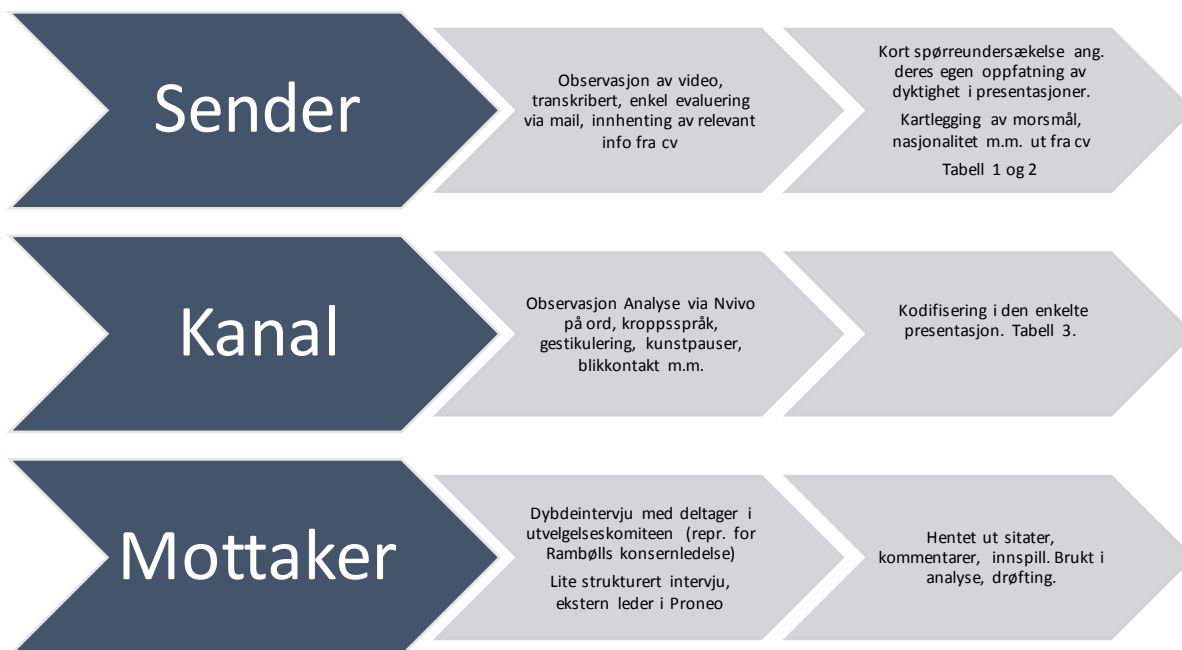 Sender
Observasjon av video,
transkribert, enkel evaluering
via mail, innhenting av relevant
info fra cv
Kort spørreundersækelse ang.
deres egen oppfatning av
dyktighet i presentasjoner.
Kartlegging av morsmål,
nasjonalitet m.m. ut fra cv
Tabell 1 og 2
Kanal
Observasjon Analyse via Nvivo
på ord, kroppsspråk,
gestikulering, kunstpauser,
blikkontakt m.m.
Kodifisering i den enkelte
presentasjon. Tabell 3.
Mottaker
Dybdeintervju med deltager i
utvelgelseskomiteen (repr. for
Rambølls konsernledelse)
Lite strukturert intervju,
ekstern leder i Proneo
Hentet ut sitater,
kommentarer, innspill. Brukt i
analyse, drøfting.